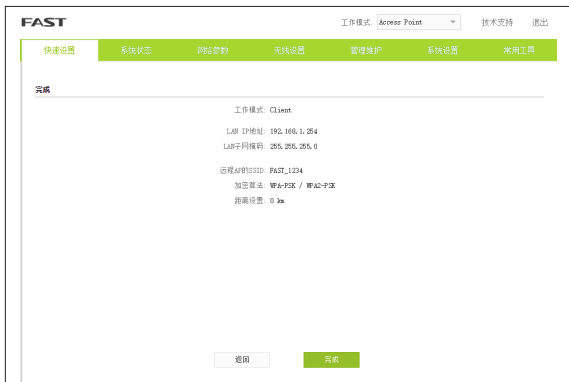 FAST 工作模式: Access Point 技术支持 退出
快速设置 系统状态 网络参数 无线设置 管理维护 系统设置 常用工具
完成
工作模式: Client
LAN IP地址: 192.168.1.254
LAN子网掩码: 255.255.255.0
远程AP的SSID: FAST_1234
加密算法: WPA-PSK / WPA2-PSK
距离设置: 0 km
返回 完成